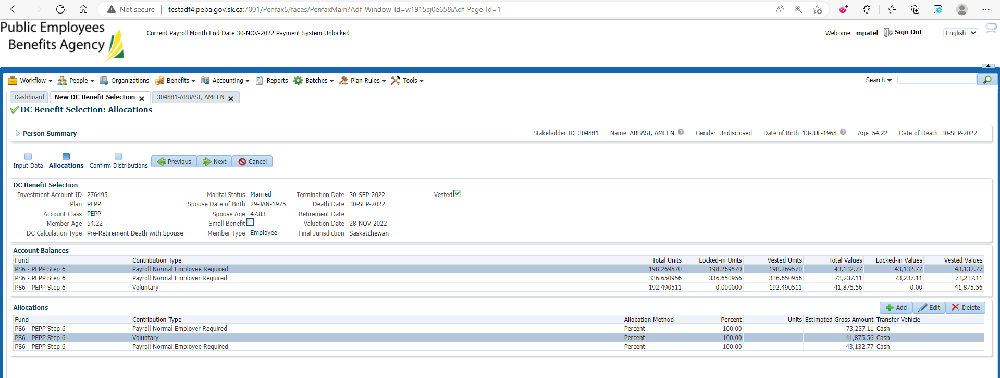 Not secure | testadf4.peba.gov.sk.ca:7001/Penfax5/faces/PenfaxMain?Adf-Window-Id=w1915cj0e65&Adf-Page-Id=1
Public Employees
Benefits Agency
Current Payroll Month End Date 30-NOV-2022 Payment System Unlocked
Welcome mpatel Sign Out English
Workflow People Organizations Benefits Accounting Reports Batches Plan Rules Tools Search
Dashboard New DC Benefit Selection 304881-ABBASI, AMEEN
DC Benefit Selection: Allocations
Person Summary Stakeholder ID 304881 Name ABBASI, AMEEN Gender Undisclosed Date of Birth 13-JUL-1968 Age 54.22 Date of Death 30-SEP-2022
Input Data Allocations Confirm Distributions Previous Next Cancel
DC Benefit Selection
Investment Account ID 276495 Marital Status Married Termination Date 30-SEP-2022 Vested
Plan PEPP Spouse Date of Birth 29-JAN-1975 Death Date 30-SEP-2022
Account Class PEPP Spouse Age 47.83 Retirement Date
Member Age 54.22 Small Benefit Valuation Date 28-NOV-2022
DC Calculation Type Pre-Retirement Death with Spouse Member Type Employee Final Jurisdiction Saskatchewan
Account Balances
Fund Contribution Type Total Units Locked-in Units Vested Units Total Values Locked-in Values Vested Values
PS6 - PEPP Step 6 Payroll Normal Employee Required 198.269570 198.269570 198.269570 43,132.77 43,132.77 43,132.77
PS6 - PEPP Step 6 Payroll Normal Employer Required 336.650956 336.650956 336.650956 73,237.11 73,237.11 73,237.11
PS6 - PEPP Step 6 Voluntary 192.490511 0.000000 192.490511 41,875.56 0.00 41,875.56
Allocations Add Edit Delete
Fund Contribution Type Allocation Method Percent Units Estimated Gross Amount Transfer Vehicle
PS6 - PEPP Step 6 Payroll Normal Employer Required Percent 100.00 73,237.11 Cash
PS6 - PEPP Step 6 Voluntary Percent 100.00 41,875.56 Cash
PS6 - PEPP Step 6 Payroll Normal Employee Required Percent 100.00 43,132.77 Cash